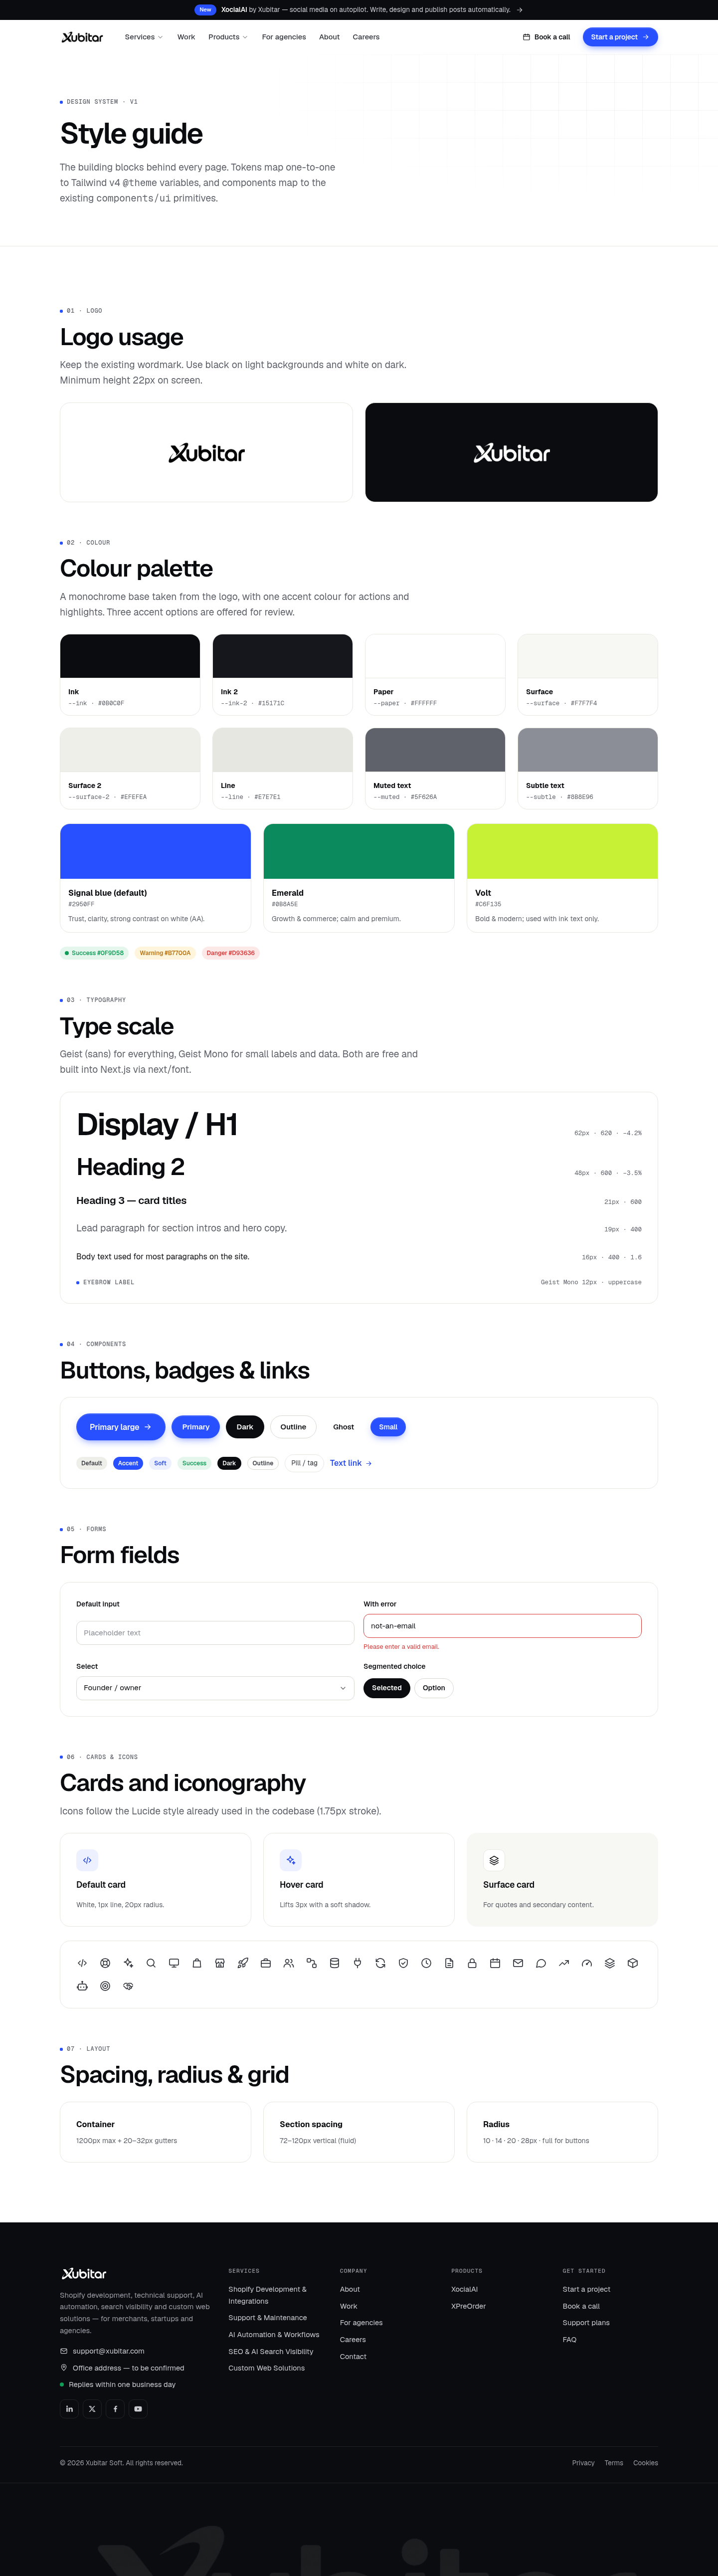 New XocialAI by Xubitar — social media on autopilot. Write, design and publish posts automatically. →
Xubitar Services Work Products For agencies About Careers Book a call Start a project →
DESIGN SYSTEM · V1
Style guide
The building blocks behind every page. Tokens map one-to-one
to Tailwind v4 @theme variables, and components map to the
existing components/ui primitives.
01 · LOGO
Logo usage
Keep the existing wordmark. Use black on light backgrounds and white on dark.
Minimum height 22px on screen.
Xubitar Xubitar
02 · COLOUR
Colour palette
A monochrome base taken from the logo, with one accent colour for actions and
highlights. Three accent options are offered for review.
Ink Ink 2 Paper Surface
--ink · #0B0C0F --ink-2 · #15171C --paper · #FFFFFF --surface · #F7F7F4
Surface 2 Line Muted text Subtle text
--surface-2 · #EFEFEA --line · #E7E7E1 --muted · #5F626A --subtle · #8B8E96
Signal blue (default) Emerald Volt
#2950FF #0B8A5E #C6F135
Trust, clarity, strong contrast on white (AA). Growth & commerce; calm and premium. Bold & modern; used with ink text only.
Success #0F9D58 Warning #B7700A Danger #D93636
03 · TYPOGRAPHY
Type scale
Geist (sans) for everything, Geist Mono for small labels and data. Both are free and
built into Next.js via next/font.
Display / H1 62px · 620 · −4.2%
Heading 2 48px · 600 · −3.5%
Heading 3 — card titles 21px · 600
Lead paragraph for section intros and hero copy. 19px · 400
Body text used for most paragraphs on the site. 16px · 400 · 1.6
EYEBROW LABEL Geist Mono 12px · uppercase
04 · COMPONENTS
Buttons, badges & links
Primary large → Primary Dark Outline Ghost Small
Default Accent Soft Success Dark Outline Pill / tag Text link →
05 · FORMS
Form fields
Default input With error
Placeholder text not-an-email
Please enter a valid email.
Select Segmented choice
Founder / owner Selected Option
06 · CARDS & ICONS
Cards and iconography
Icons follow the Lucide style already used in the codebase (1.75px stroke).
Default card Hover card Surface card
White, 1px line, 20px radius. Lifts 3px with a soft shadow. For quotes and secondary content.
07 · LAYOUT
Spacing, radius & grid
Container Section spacing Radius
1200px max + 20–32px gutters 72–120px vertical (fluid) 10 · 14 · 20 · 28px · full for buttons
Xubitar
Shopify development, technical support, AI
automation, search visibility and custom web
solutions — for merchants, startups and
agencies.
support@xubitar.com
Office address — to be confirmed
Replies within one business day
SERVICES
Shopify Development &
Integrations
Support & Maintenance
AI Automation & Workflows
SEO & AI Search Visibility
Custom Web Solutions
COMPANY
About
Work
For agencies
Careers
Contact
PRODUCTS
XocialAI
XPreOrder
GET STARTED
Start a project
Book a call
Support plans
FAQ
© 2026 Xubitar Soft. All rights reserved. Privacy Terms Cookies
Xubitar